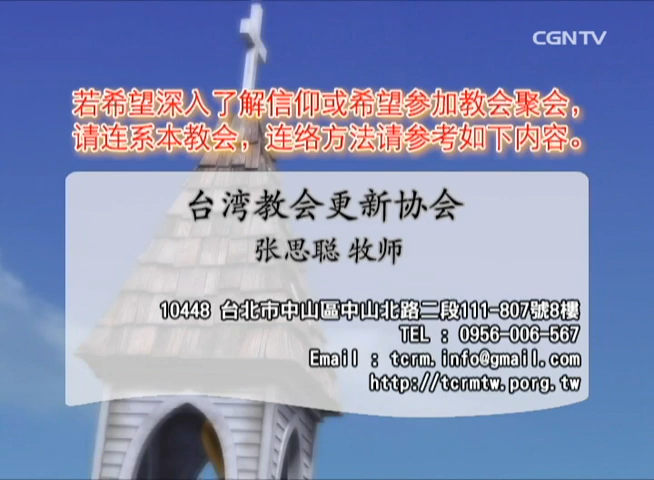 CGNTV
若希望深入了解信仰或希望参加教会聚会，
请连系本教会，连络方法请参考如下内容。
台湾教会更新协会
张思聪 牧师
10448 台北市中山區中山北路二段111-807號8樓
TEL : 0956-006-567
Email : tcrm.info@gmail.com
http://tcrmtw.porg.tw